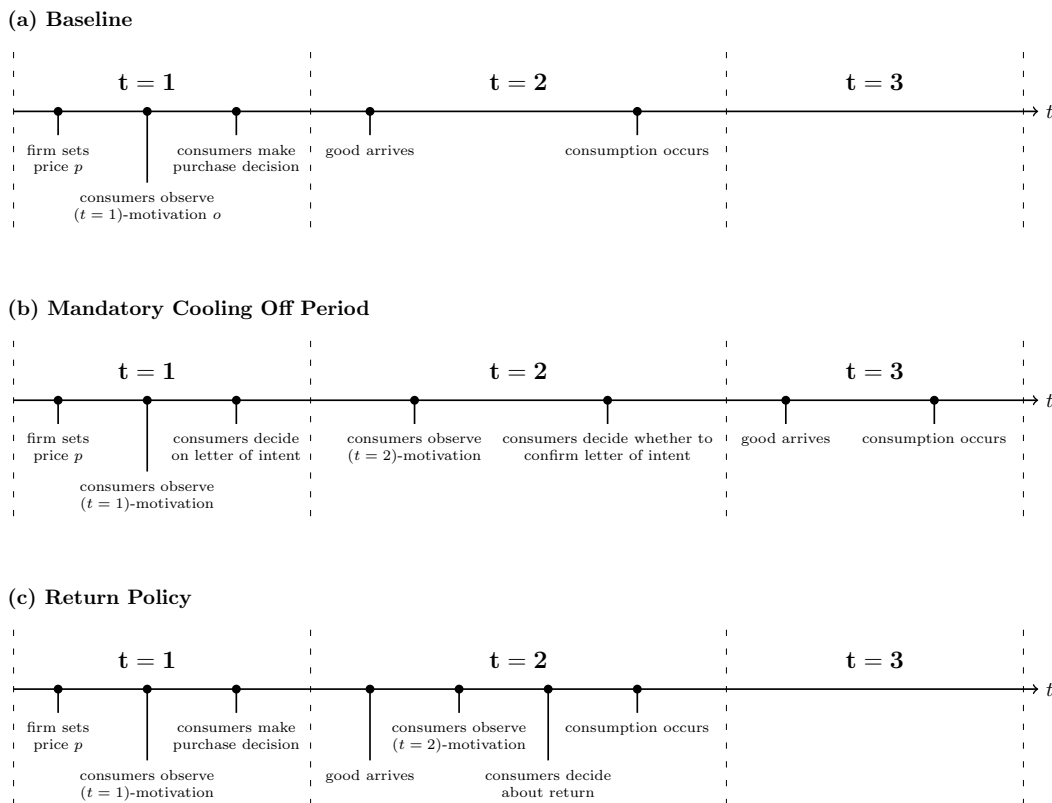 (a) Baseline
t = 1
t = 2
t = 3
t
firm sets
price p
consumers make
purchase decision
good arrives
consumption occurs
consumers observe
(t = 1)-motivation o
(b) Mandatory Cooling Off Period
t = 1
t = 2
t = 3
t
firm sets
price p
consumers decide
on letter of intent
consumers observe
(t = 2)-motivation
consumers decide whether to
confirm letter of intent
good arrives
consumption occurs
consumers observe
(t = 1)-motivation
(c) Return Policy
t = 1
t = 2
t = 3
t
firm sets
price p
consumers make
purchase decision
consumers observe
(t = 2)-motivation
consumption occurs
consumers observe
(t = 1)-motivation
good arrives
consumers decide
about return